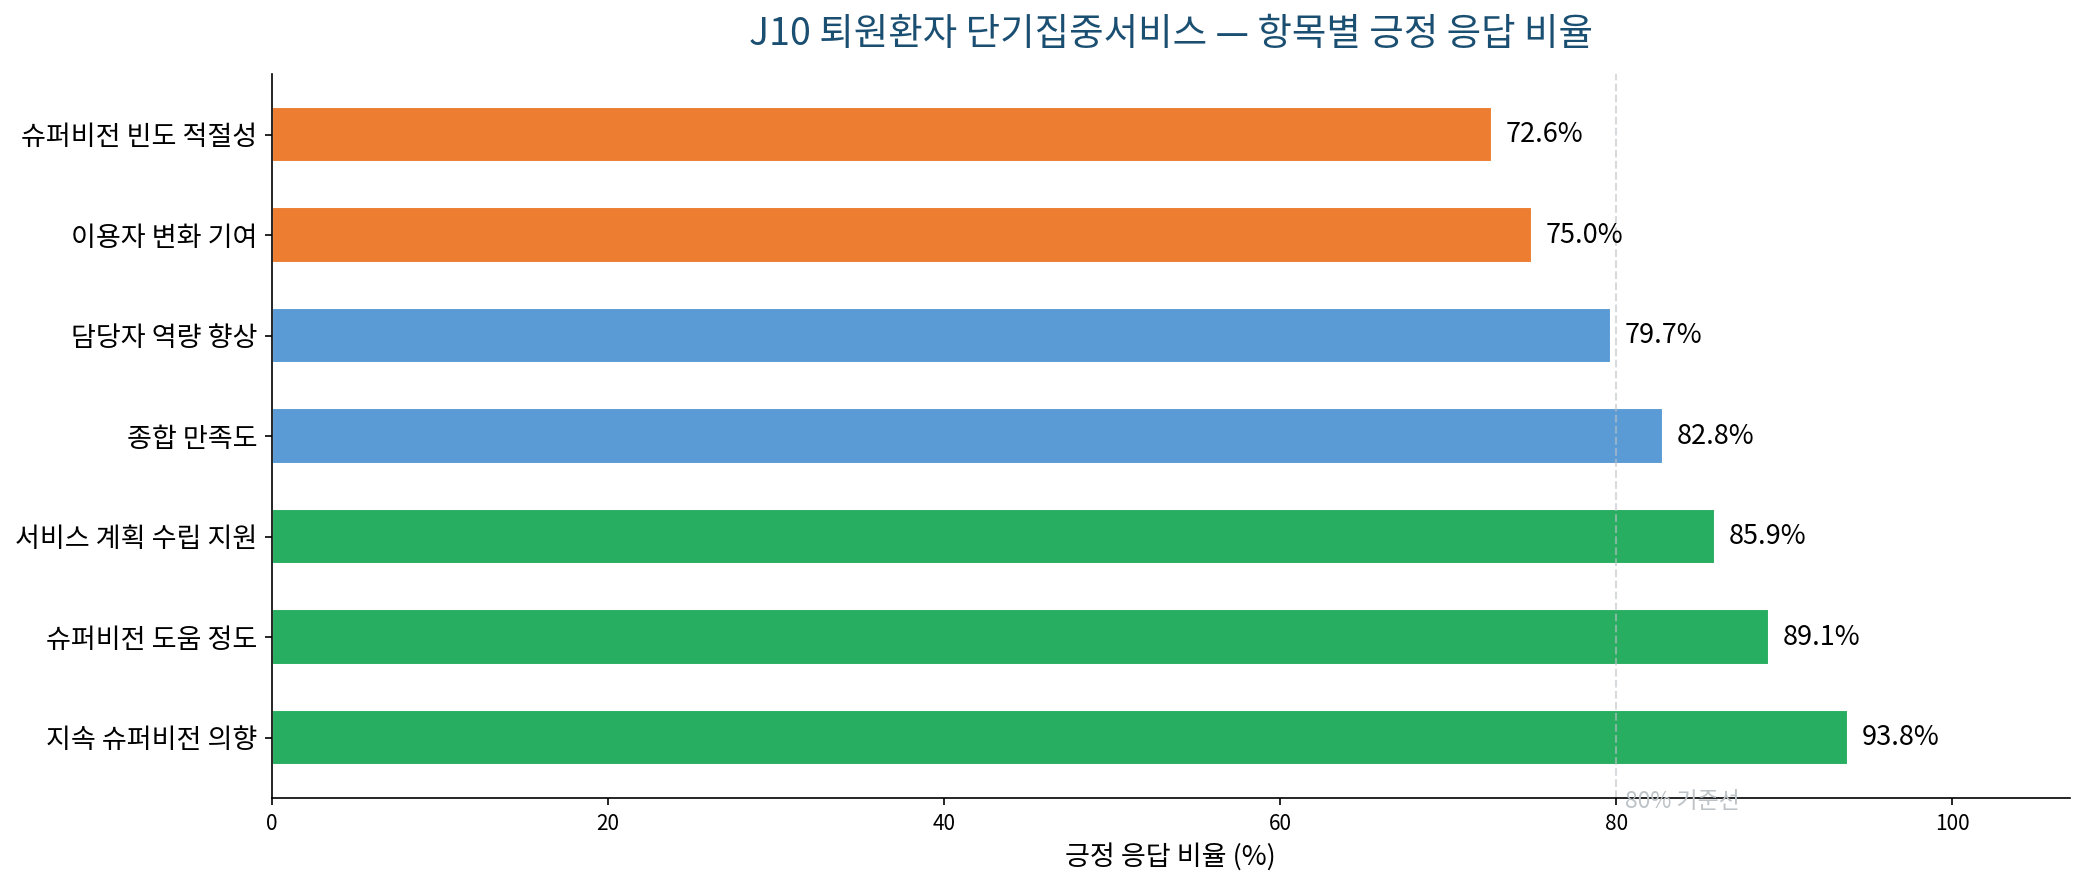 J10 퇴원환자 단기집중서비스 — 항목별 긍정 응답 비율
슈퍼비전 빈도 적절성 72.6%
이용자 변화 기여 75.0%
담당자 역량 향상 79.7%
종합 만족도 82.8%
서비스 계획 수립 지원 85.9%
슈퍼비전 도움 정도 89.1%
지속 슈퍼비전 의향 93.8%
80% 기준선
0 20 40 60 80 100
긍정 응답 비율 (%)